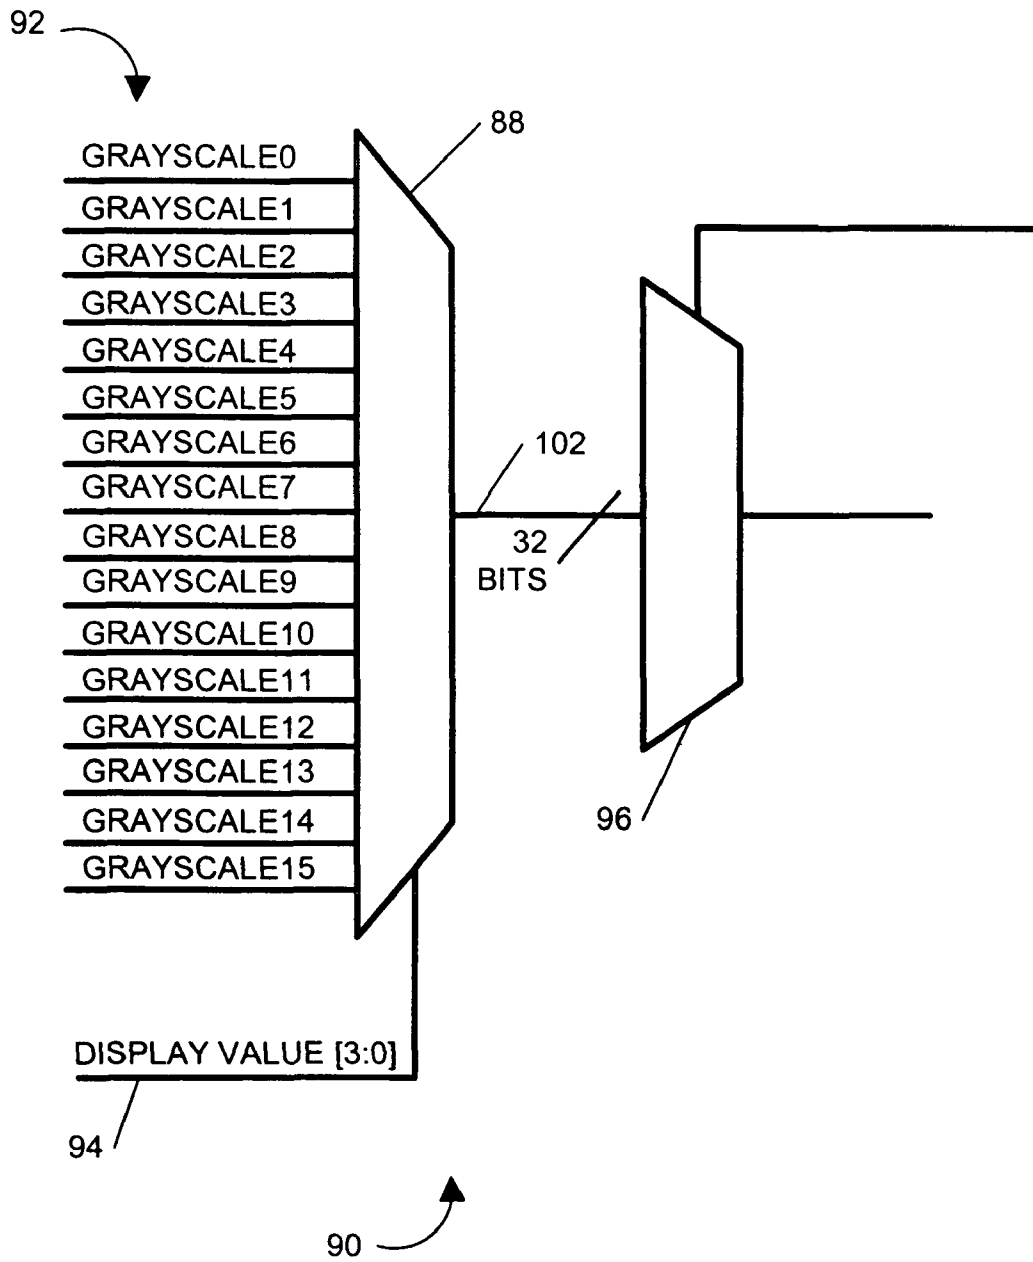 92
88
GRAYSCALE0
GRAYSCALE1
GRAYSCALE2
GRAYSCALE3
GRAYSCALE4
GRAYSCALE5
GRAYSCALE6
GRAYSCALE7
GRAYSCALE8
GRAYSCALE9
GRAYSCALE10
GRAYSCALE11
GRAYSCALE12
GRAYSCALE13
GRAYSCALE14
GRAYSCALE15
102
32
BITS
96
DISPLAY VALUE [3:0]
94
90